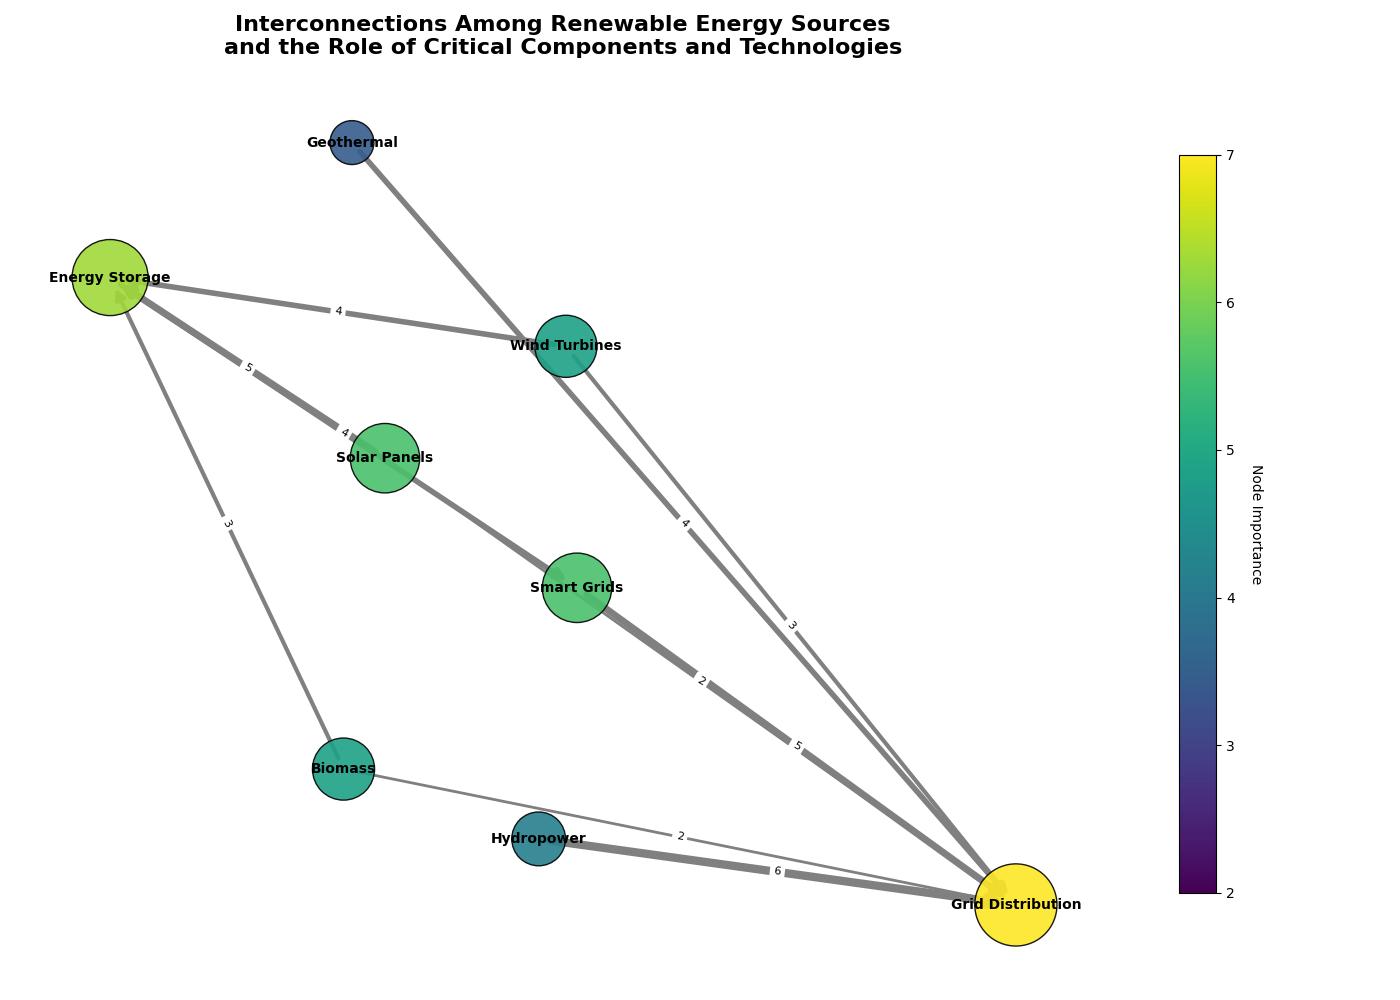 Interconnections Among Renewable Energy Sources
and the Role of Critical Components and Technologies
Geothermal
Energy Storage
4
Wind Turbines
5
4
Solar Panels
3
4
Smart Grids
3
2
5
Biomass
2
Hydropower
6
Grid Distribution
7
6
5
4
3
2
Node Importance